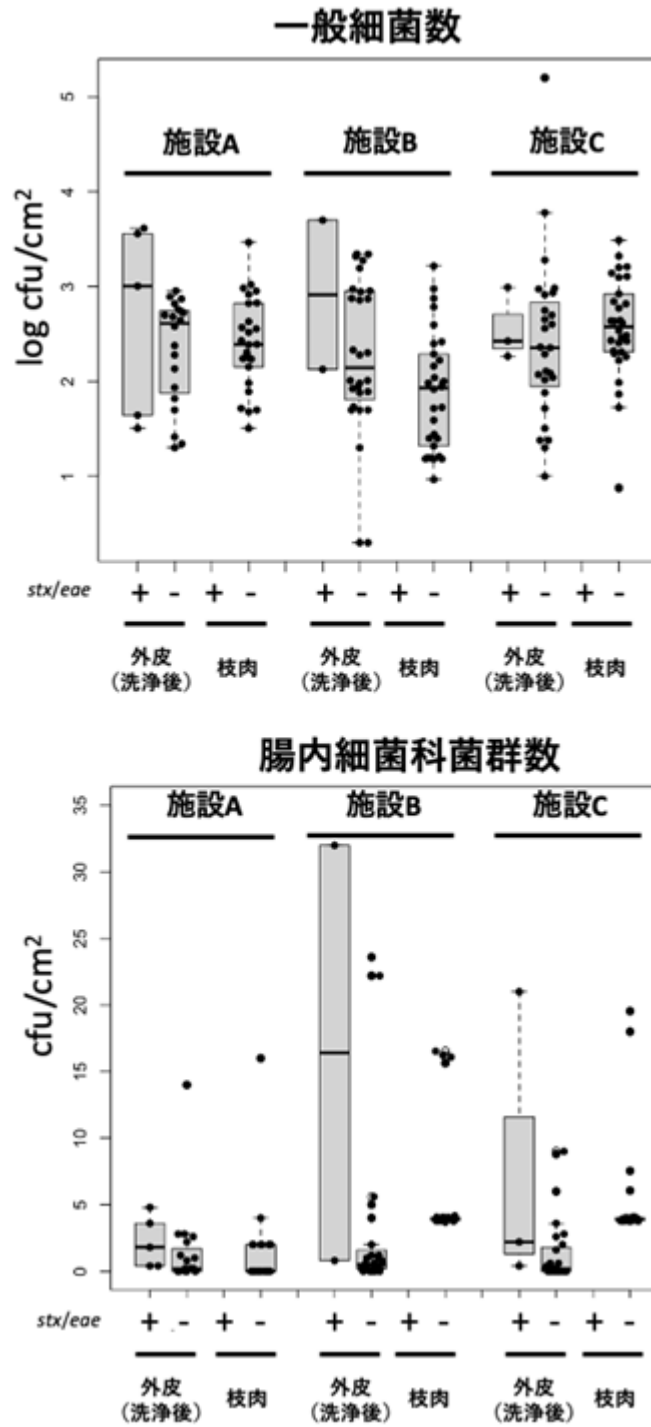 一般細菌数
施設A 施設B 施設C
log cfu/cm²
5
4
3
2
1
stx/eae + - + - + - + - + - + -
外皮 枝肉 外皮 枝肉 外皮 枝肉
(洗浄後) (洗浄後) (洗浄後)
腸内細菌科菌群数
施設A 施設B 施設C
cfu/cm²
35
30
25
20
15
10
5
0
stx/eae + - + - + - + - + - + -
外皮 枝肉 外皮 枝肉 外皮 枝肉
(洗浄後) (洗浄後) (洗浄後)